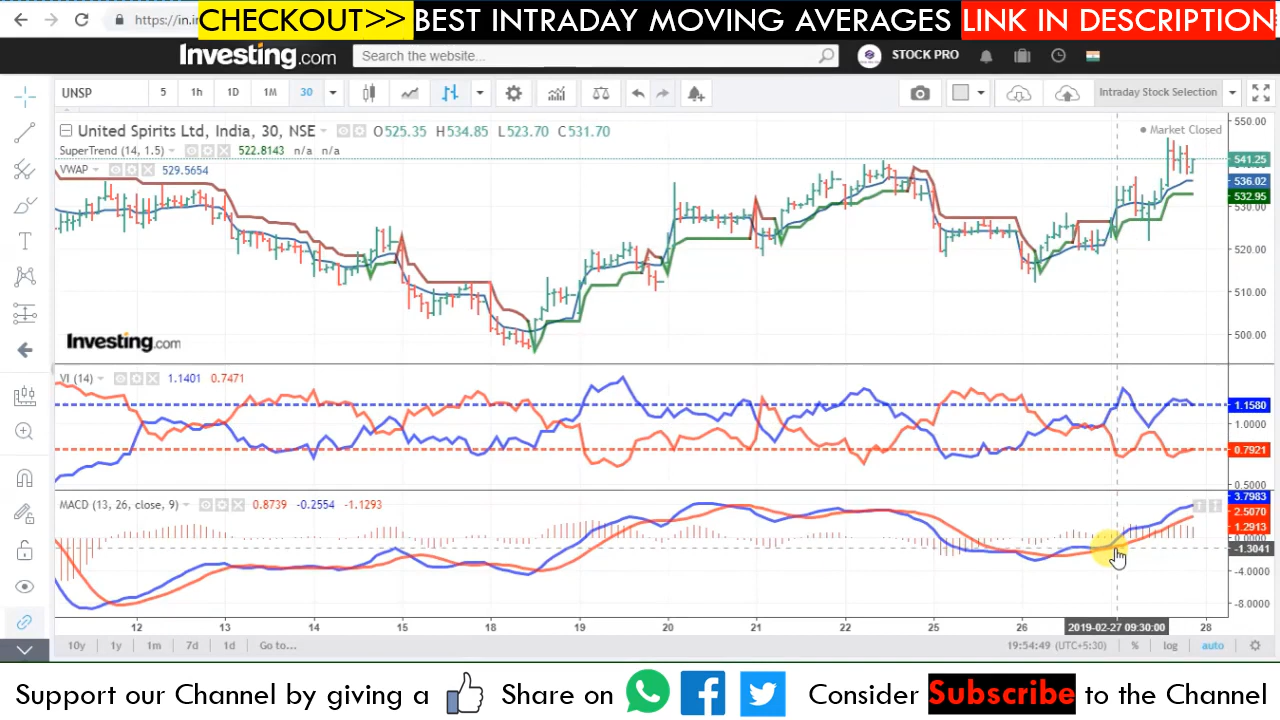 CHECKOUT>> BEST INTRADAY MOVING AVERAGES LINK IN DESCRIPTION
https://in.in
Investing.com Search the website... STOCK PRO
UNSP 5 1h 1D 1M 30 Intraday Stock Selection
United Spirits Ltd, India, 30, NSE O525.35 H534.85 L523.70 C531.70
Market Closed
SuperTrend (14, 1.5) 522.8143 n/a n/a
VWAP 529.5654
550.00
541.25
536.02
532.95
530.00
520.00
510.00
500.00
Investing.com
VI (14) 1.1401 0.7471
1.1580
1.0000
0.7921
0.5000
MACD (13, 26, close, 9) 0.8739 -0.2554 -1.1293
3.7983
2.5070
1.2913
0.0000
-1.3041
-4.0000
-8.0000
12 13 14 15 18 19 20 21 22 25 26 2019-02-27 09:30:00 28
10y 1y 1m 7d 1d Go to... 19:54:49 (UTC+5:30) % log auto
Support our Channel by giving a Share on Consider Subscribe to the Channel